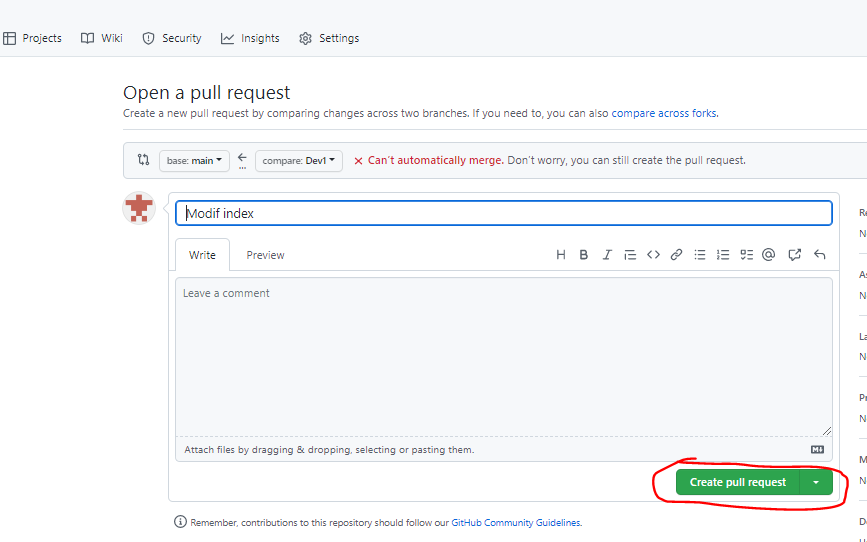 Projects Wiki Security Insights Settings
Open a pull request
Create a new pull request by comparing changes across two branches. If you need to, you can also compare across forks.
base: main compare: Dev1 Can't automatically merge. Don't worry, you can still create the pull request.
Modif index
Write Preview
Leave a comment
Attach files by dragging & dropping, selecting or pasting them.
Create pull request
Remember, contributions to this repository should follow our GitHub Community Guidelines.